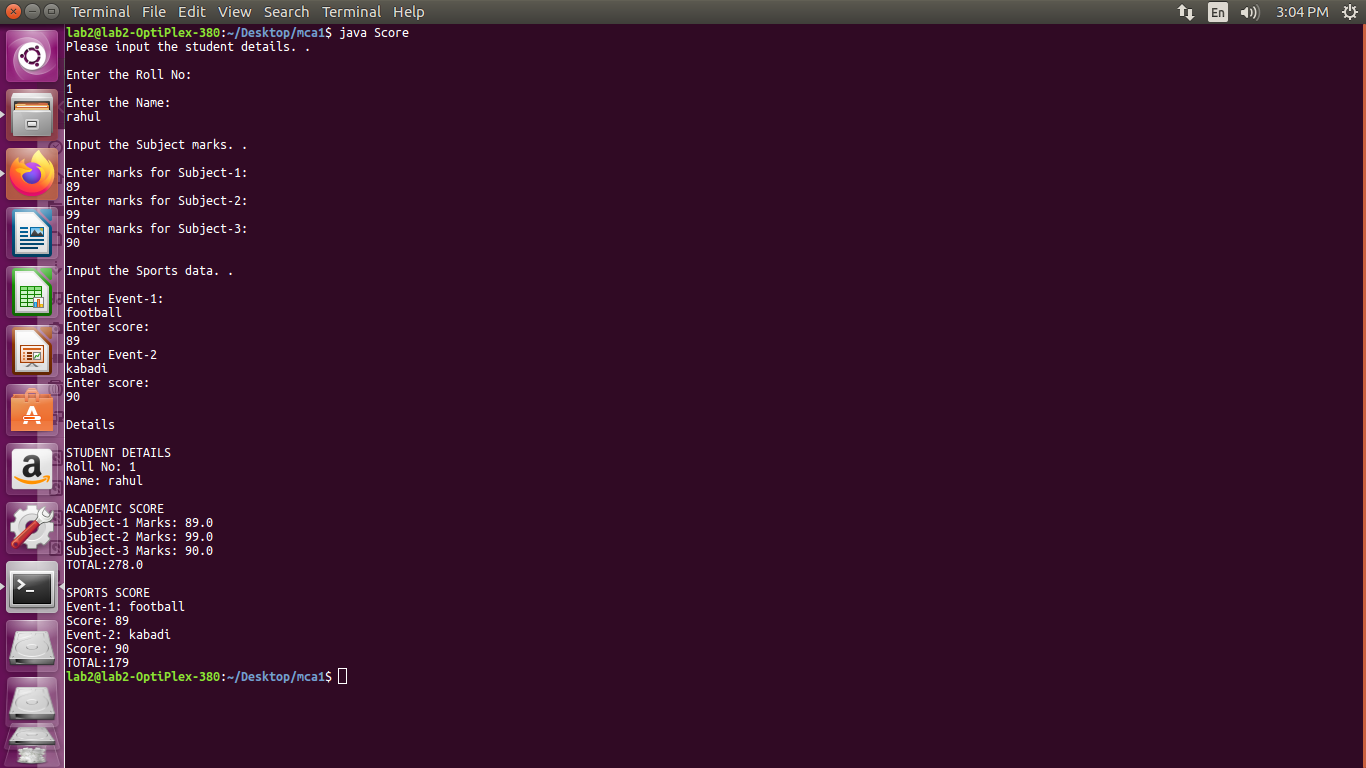 Terminal File Edit View Search Terminal Help En 3:04 PM
lab2@lab2-OptiPlex-380:~/Desktop/mca1$ java Score
Please input the student details. .
Enter the Roll No:
1
Enter the Name:
rahul
Input the Subject marks. .
Enter marks for Subject-1:
89
Enter marks for Subject-2:
99
Enter marks for Subject-3:
90
Input the Sports data. .
Enter Event-1:
football
Enter score:
89
Enter Event-2
kabadi
Enter score:
90
Details
STUDENT DETAILS
Roll No: 1
Name: rahul
ACADEMIC SCORE
Subject-1 Marks: 89.0
Subject-2 Marks: 99.0
Subject-3 Marks: 90.0
TOTAL:278.0
SPORTS SCORE
Event-1: football
Score: 89
Event-2: kabadi
Score: 90
TOTAL:179
lab2@lab2-OptiPlex-380:~/Desktop/mca1$